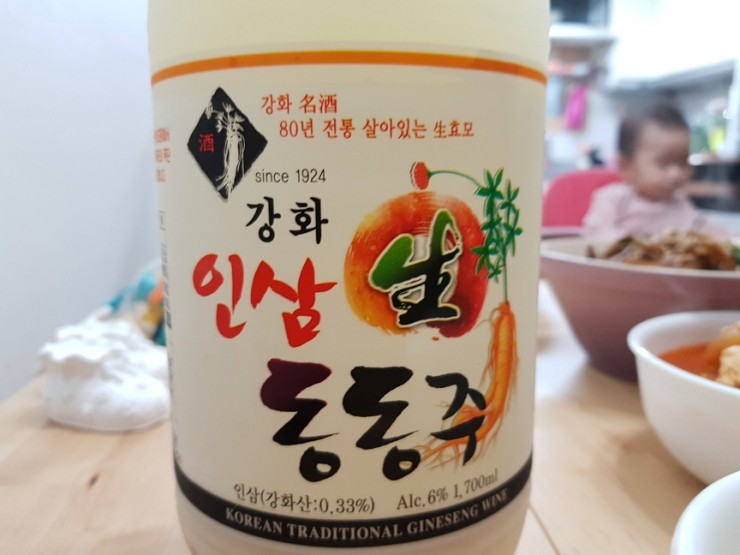 酒
강화 名酒
80년 전통 살아있는 生효모
since 1924
강화
인삼 生
동동주
인삼(강화산:0.33%) Alc.6% 1,700ml
KOREAN TRADITIONAL GINESENG WINE